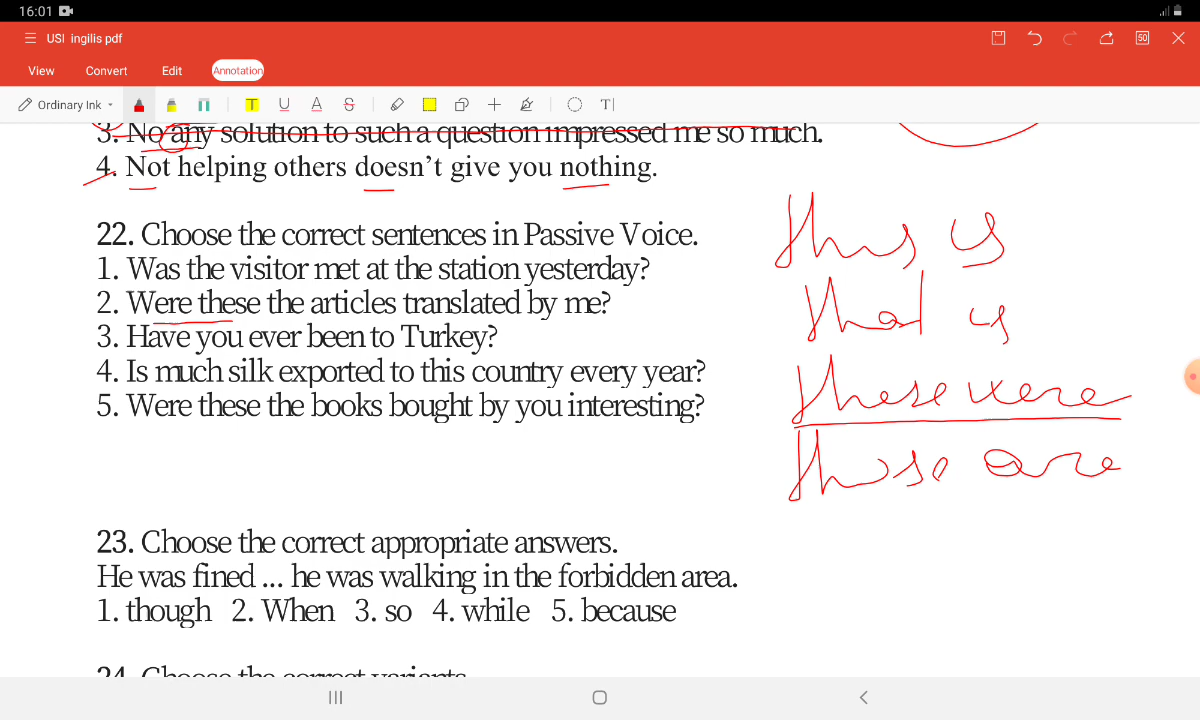 16:01
USI ingilis pdf
50
View Convert Edit Annotation
Ordinary Ink T U A S T
3. No any solution to such a question impressed me so much.
4. Not helping others doesn't give you nothing.
22. Choose the correct sentences in Passive Voice.
1. Was the visitor met at the station yesterday?
2. Were these the articles translated by me?
3. Have you ever been to Turkey?
4. Is much silk exported to this country every year?
5. Were these the books bought by you interesting?
this is
that is
these were
those are
23. Choose the correct appropriate answers.
He was fined ... he was walking in the forbidden area.
1. though 2. When 3. so 4. while 5. because
24. Choose the correct variants